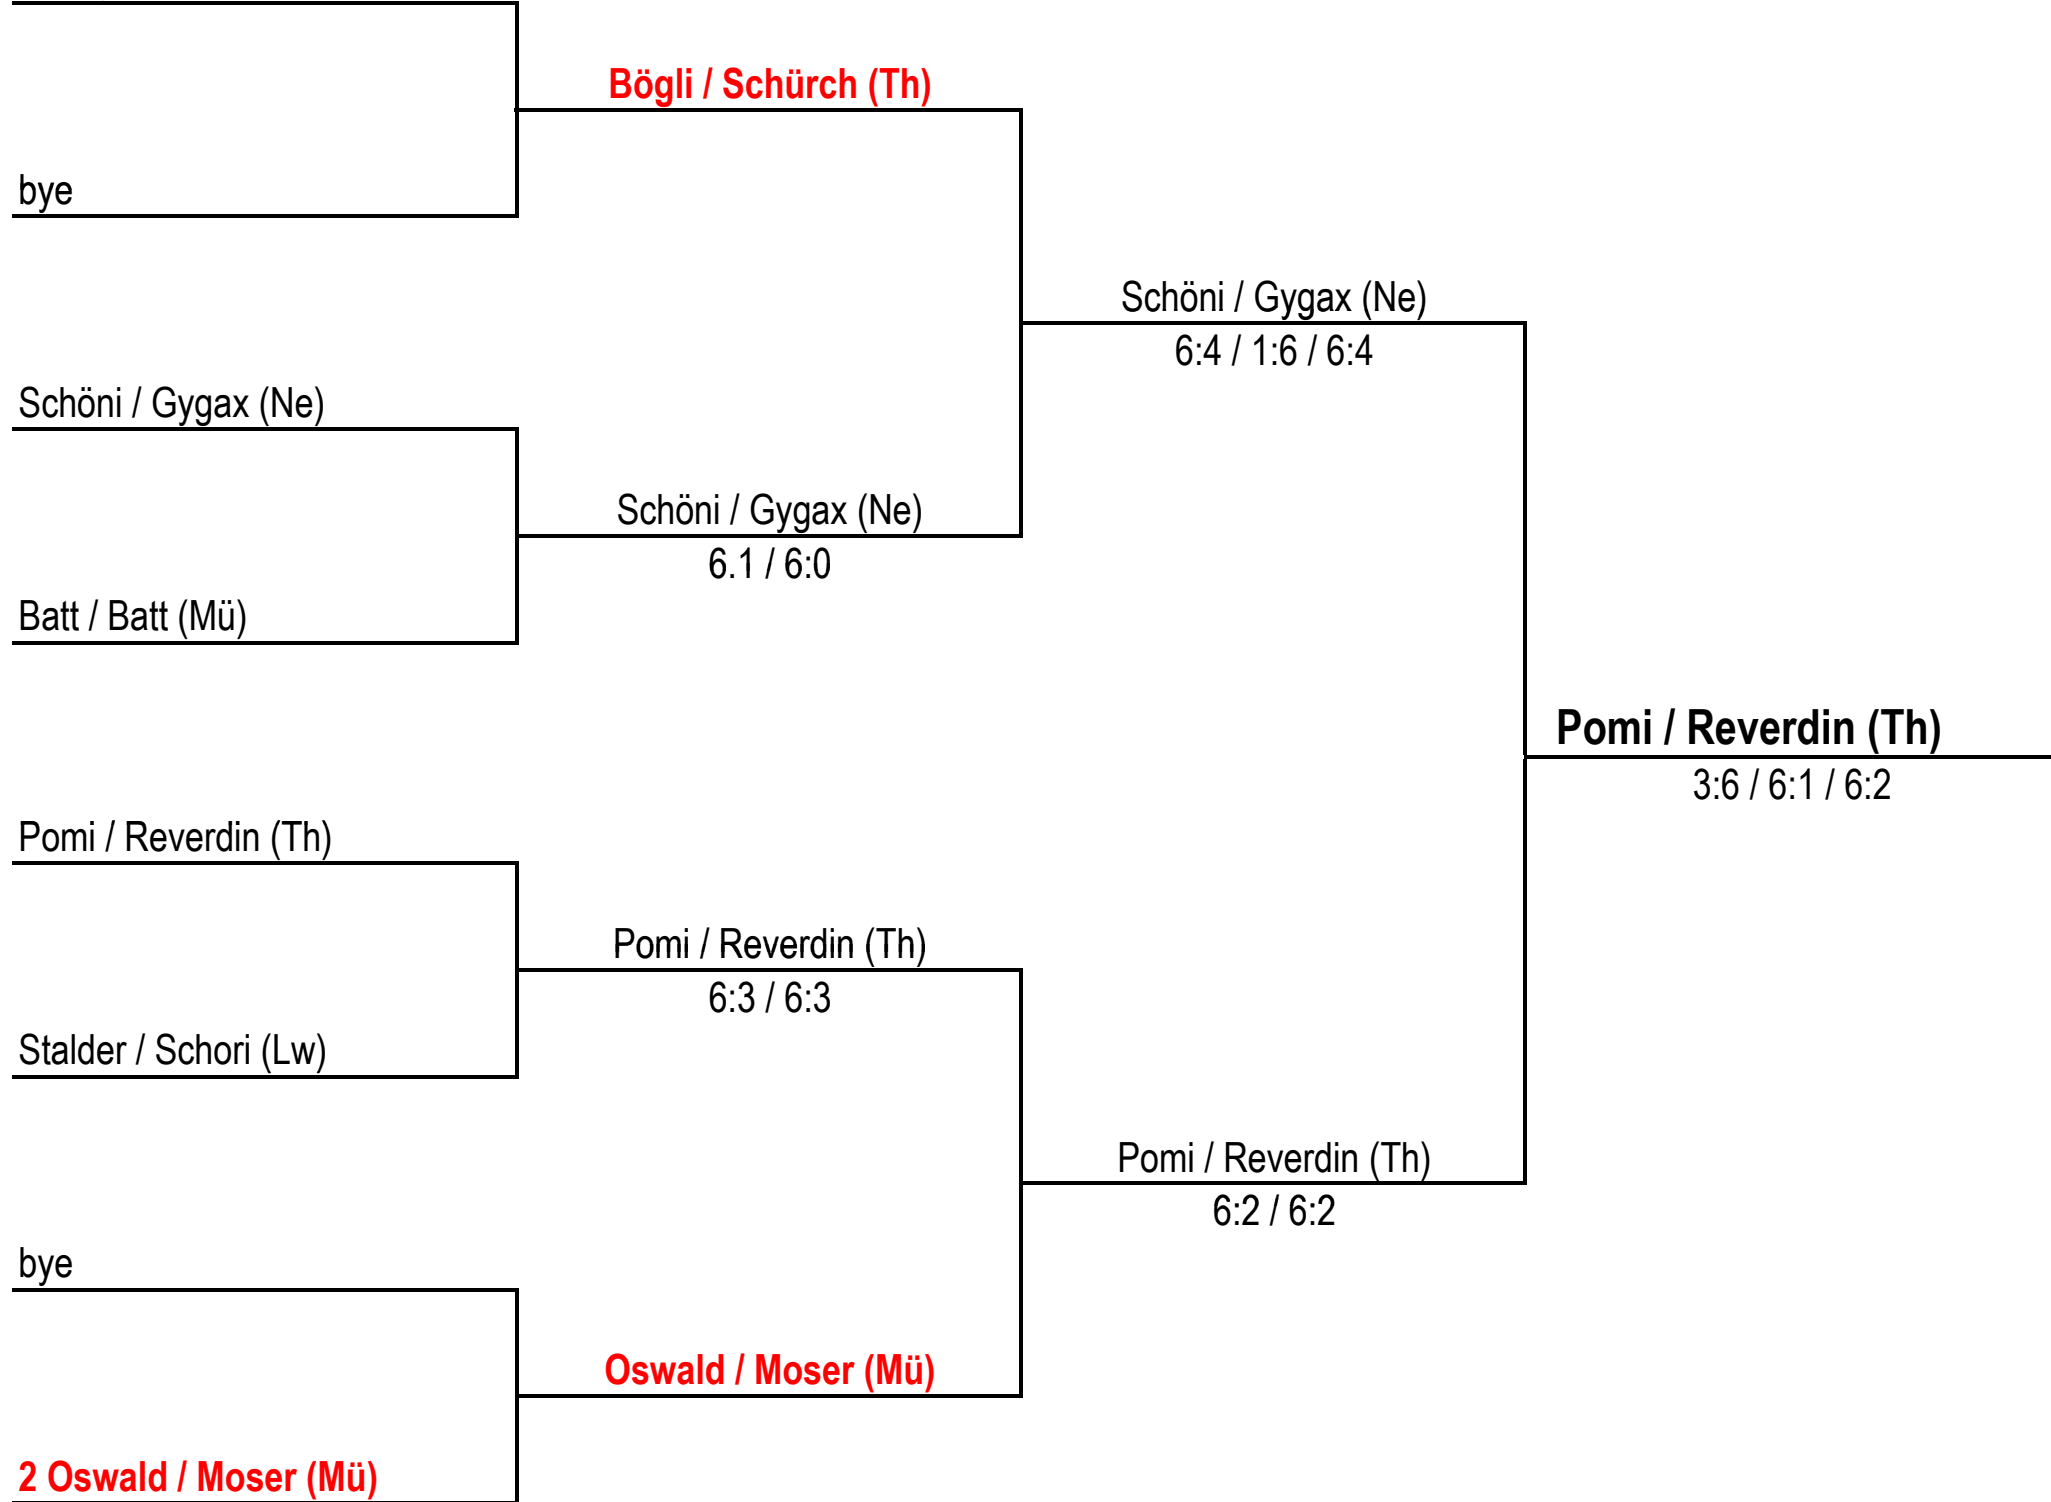 Bögli / Schürch (Th)
bye
Schöni / Gygax (Ne)
6:4 / 1:6 / 6:4
Schöni / Gygax (Ne)
Schöni / Gygax (Ne)
6.1 / 6:0
Batt / Batt (Mü)
Pomi / Reverdin (Th)
3:6 / 6:1 / 6:2
Pomi / Reverdin (Th)
Pomi / Reverdin (Th)
6:3 / 6:3
Stalder / Schori (Lw)
Pomi / Reverdin (Th)
6:2 / 6:2
bye
Oswald / Moser (Mü)
2 Oswald / Moser (Mü)